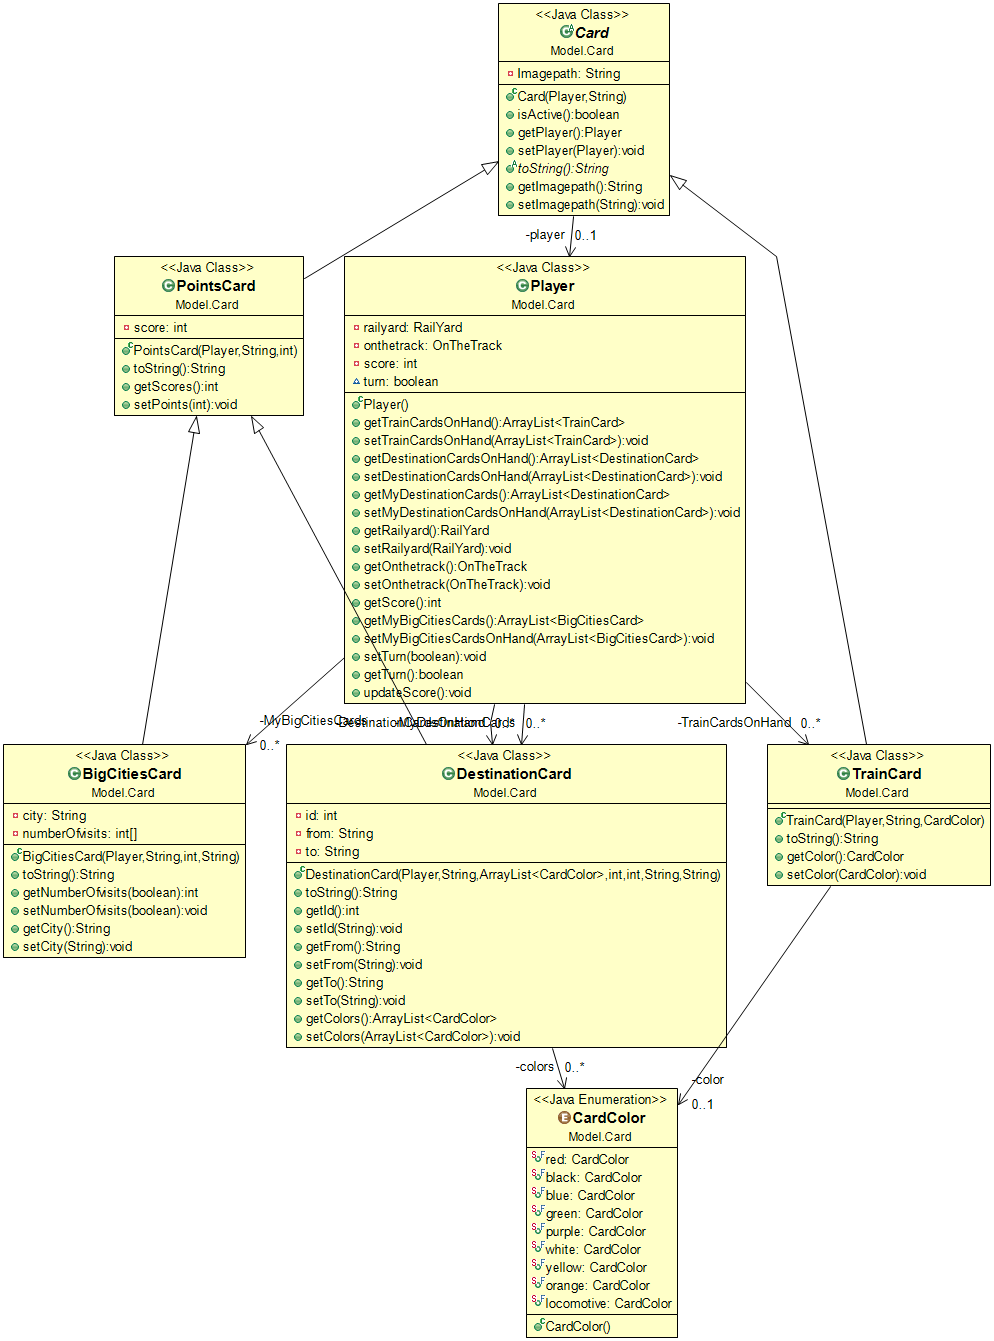 <<Java Class>>
Card
Model.Card
Imagepath: String
Card(Player,String)
isActive():boolean
getPlayer():Player
setPlayer(Player):void
toString():String
getImagepath():String
setImagepath(String):void
-player 0..1
<<Java Class>>
PointsCard
Model.Card
score: int
PointsCard(Player,String,int)
toString():String
getScores():int
setPoints(int):void
<<Java Class>>
Player
Model.Card
railyard: RailYard
onthetrack: OnTheTrack
score: int
turn: boolean
Player()
getTrainCardsOnHand():ArrayList<TrainCard>
setTrainCardsOnHand(ArrayList<TrainCard>):void
getDestinationCardsOnHand():ArrayList<DestinationCard>
setDestinationCardsOnHand(ArrayList<DestinationCard>):void
getMyDestinationCards():ArrayList<DestinationCard>
setMyDestinationCardsOnHand(ArrayList<DestinationCard>):void
getRailyard():RailYard
setRailyard(RailYard):void
getOnthetrack():OnTheTrack
setOnthetrack(OnTheTrack):void
getScore():int
getMyBigCitiesCards():ArrayList<BigCitiesCard>
setMyBigCitiesCardsOnHand(ArrayList<BigCitiesCard>):void
setTurn(boolean):void
getTurn():boolean
updateScore():void
-MyBigCitiesCards
0..*
-DestinationCardsOnHand 0..*
-MyDestinationCards 0..*
-TrainCardsOnHand 0..*
<<Java Class>>
BigCitiesCard
Model.Card
city: String
numberOfvisits: int[]
BigCitiesCard(Player,String,int,String)
toString():String
getNumberOfvisits(boolean):int
setNumberOfvisits(boolean):void
getCity():String
setCity(String):void
<<Java Class>>
DestinationCard
Model.Card
id: int
from: String
to: String
DestinationCard(Player,String,ArrayList<CardColor>,int,int,String,String)
toString():String
getId():int
setId(String):void
getFrom():String
setFrom(String):void
getTo():String
setTo(String):void
getColors():ArrayList<CardColor>
setColors(ArrayList<CardColor>):void
<<Java Class>>
TrainCard
Model.Card
TrainCard(Player,String,CardColor)
toString():String
getColor():CardColor
setColor(CardColor):void
-colors 0..*
-color
0..1
<<Java Enumeration>>
CardColor
Model.Card
red: CardColor
black: CardColor
blue: CardColor
green: CardColor
purple: CardColor
white: CardColor
yellow: CardColor
orange: CardColor
locomotive: CardColor
CardColor()